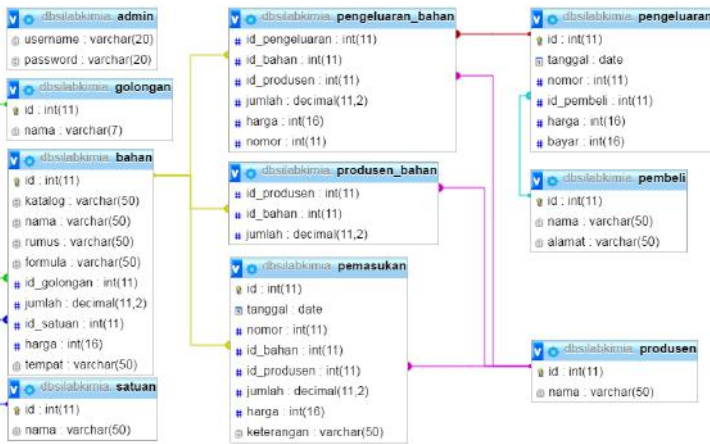 dbsilabkimia admin
username : varchar(20)
password : varchar(20)
dbsilabkimia golongan
id : int(11)
nama : varchar(7)
dbsilabkimia bahan
id : int(11)
katalog : varchar(50)
nama : varchar(50)
rumus : varchar(50)
formula : varchar(50)
id_golongan : int(11)
jumlah : decimal(11,2)
id_satuan : int(11)
harga : int(16)
tempat : varchar(50)
dbsilabkimia satuan
id : int(11)
nama : varchar(50)
dbsilabkimia pengeluaran_bahan
id_pengeluaran : int(11)
id_bahan : int(11)
id_produsen : int(11)
jumlah : decimal(11,2)
harga : int(16)
nomor : int(11)
dbsilabkimia produsen_bahan
id_produsen : int(11)
id_bahan : int(11)
jumlah : decimal(11,2)
dbsilabkimia pemasukan
id : int(11)
tanggal : date
nomor : int(11)
id_bahan : int(11)
id_produsen : int(11)
jumlah : decimal(11,2)
harga : int(16)
keterangan : varchar(50)
dbsilabkimia pengeluaran
id : int(11)
tanggal : date
nomor : int(11)
id_pembeli : int(11)
harga : int(16)
bayar : int(16)
dbsilabkimia pembeli
id : int(11)
nama : varchar(50)
alamat : varchar(50)
dbsilabkimia produsen
id : int(11)
nama : varchar(50)